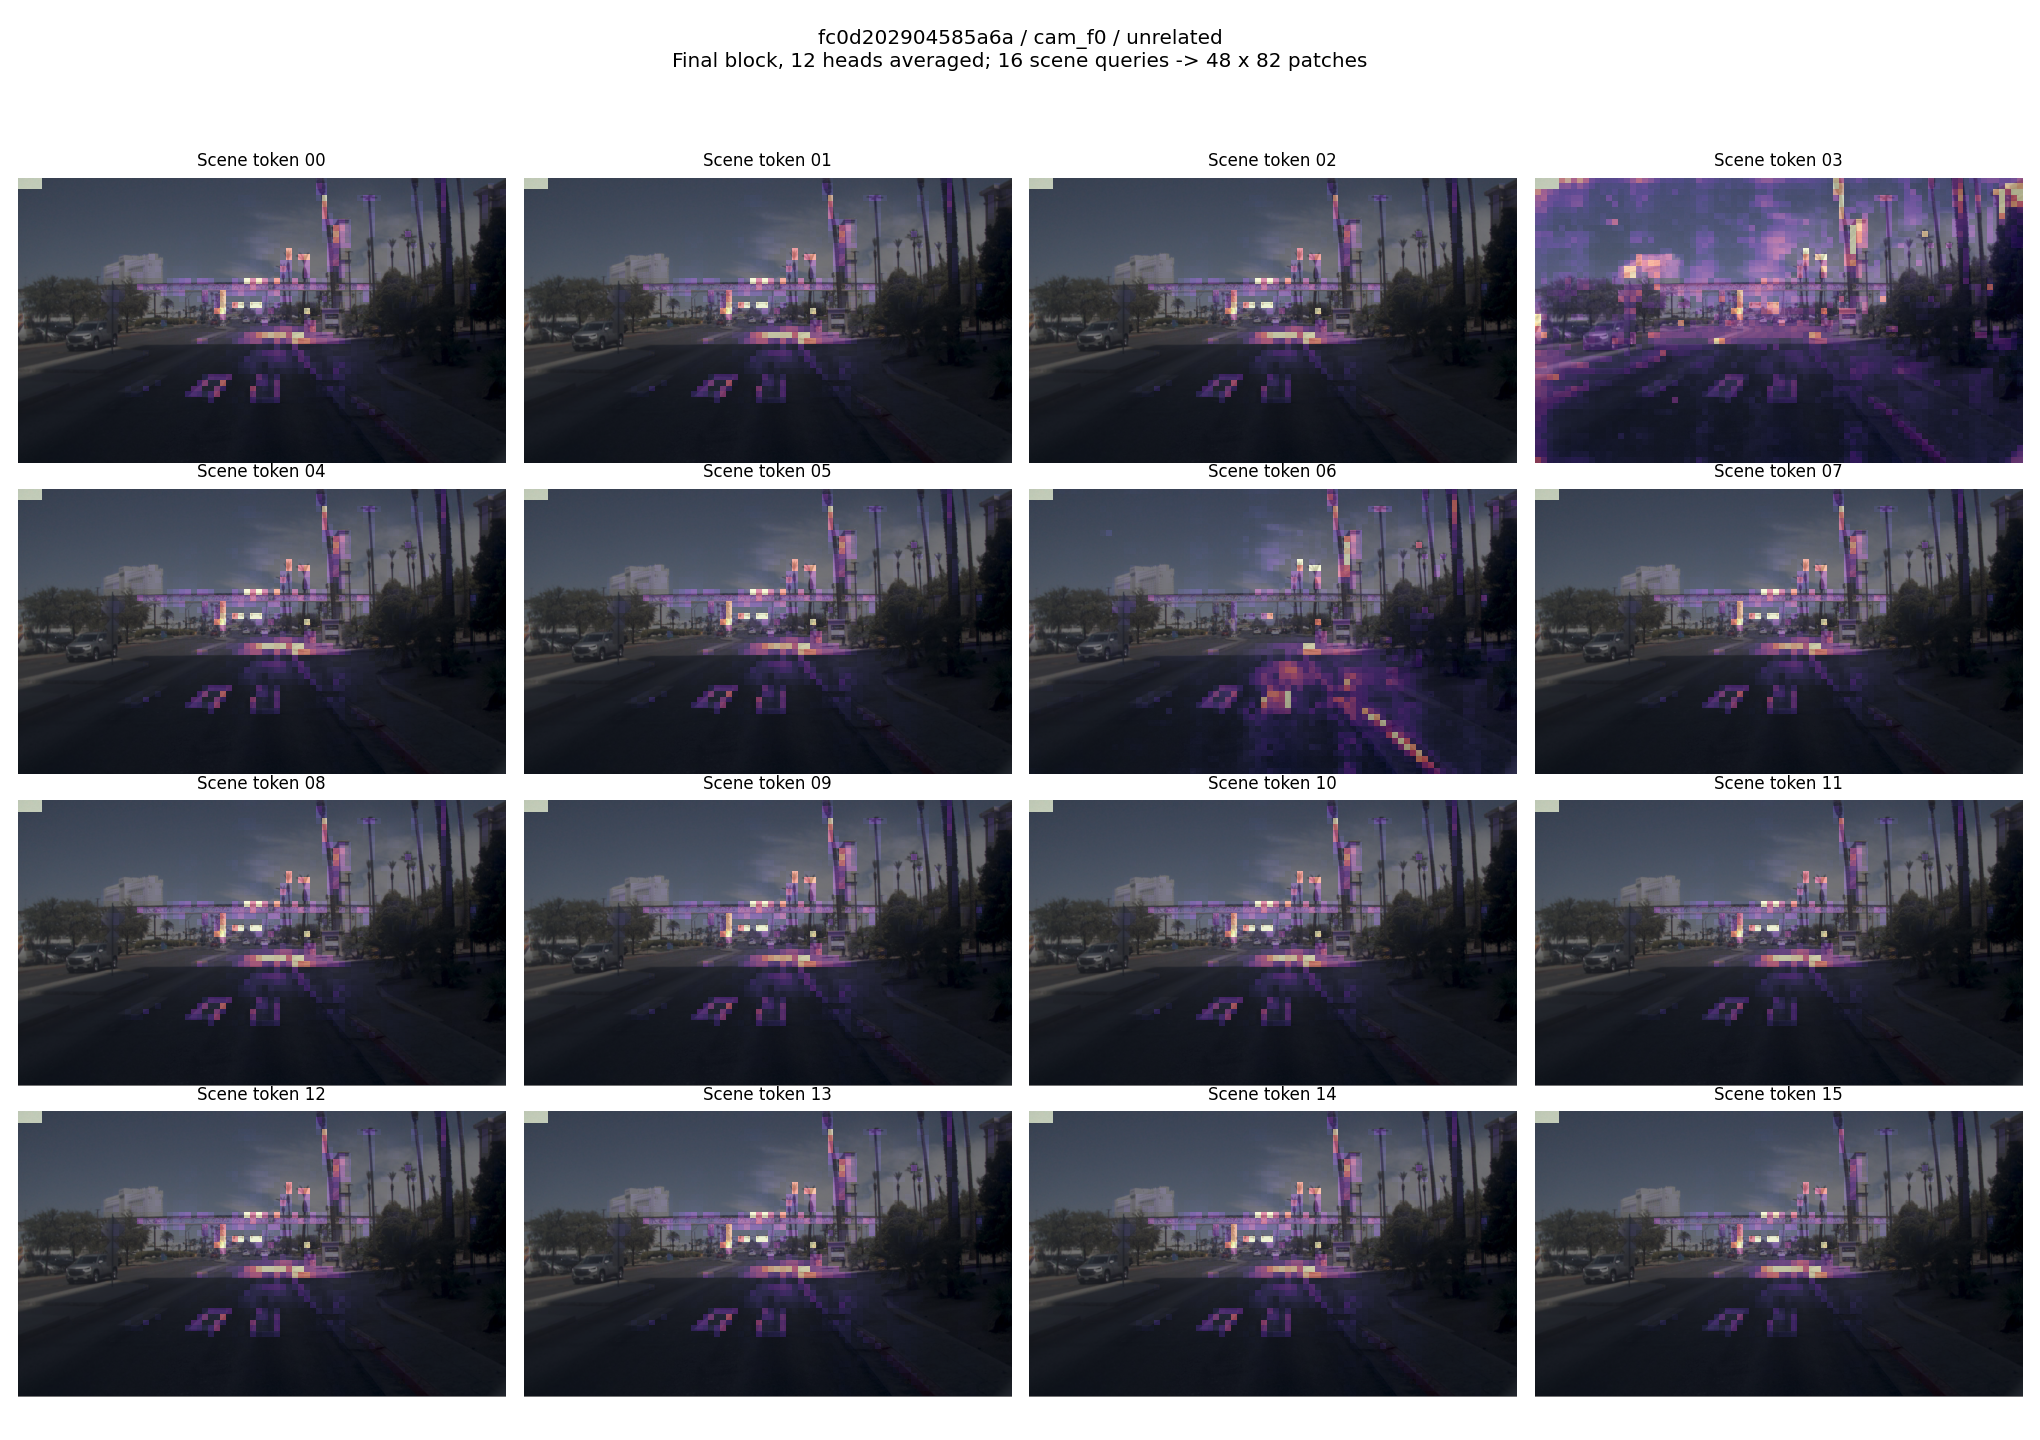 fc0d202904585a6a / cam_f0 / unrelated
Final block, 12 heads averaged; 16 scene queries -> 48 x 82 patches
Scene token 00
Scene token 01
Scene token 02
Scene token 03
Scene token 04
Scene token 05
Scene token 06
Scene token 07
Scene token 08
Scene token 09
Scene token 10
Scene token 11
Scene token 12
Scene token 13
Scene token 14
Scene token 15